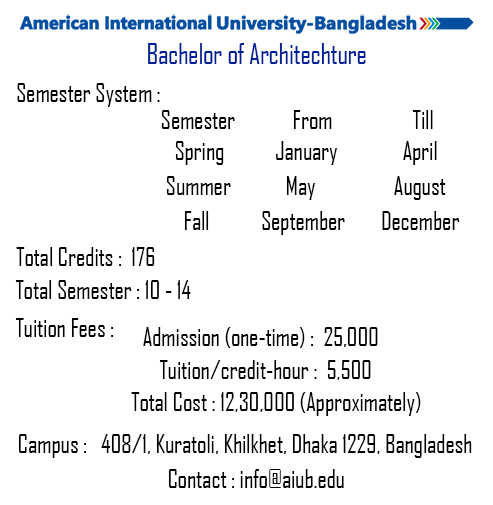 American International University-Bangladesh
Bachelor of Architechture
Semester System :
Semester From Till
Spring January April
Summer May August
Fall September December
Total Credits : 176
Total Semester : 10 - 14
Tuition Fees :
Admission (one-time) : 25,000
Tuition/credit-hour : 5,500
Total Cost : 12,30,000 (Approximately)
Campus : 408/1, Kuratoli, Khilkhet, Dhaka 1229, Bangladesh
Contact : info@aiub.edu